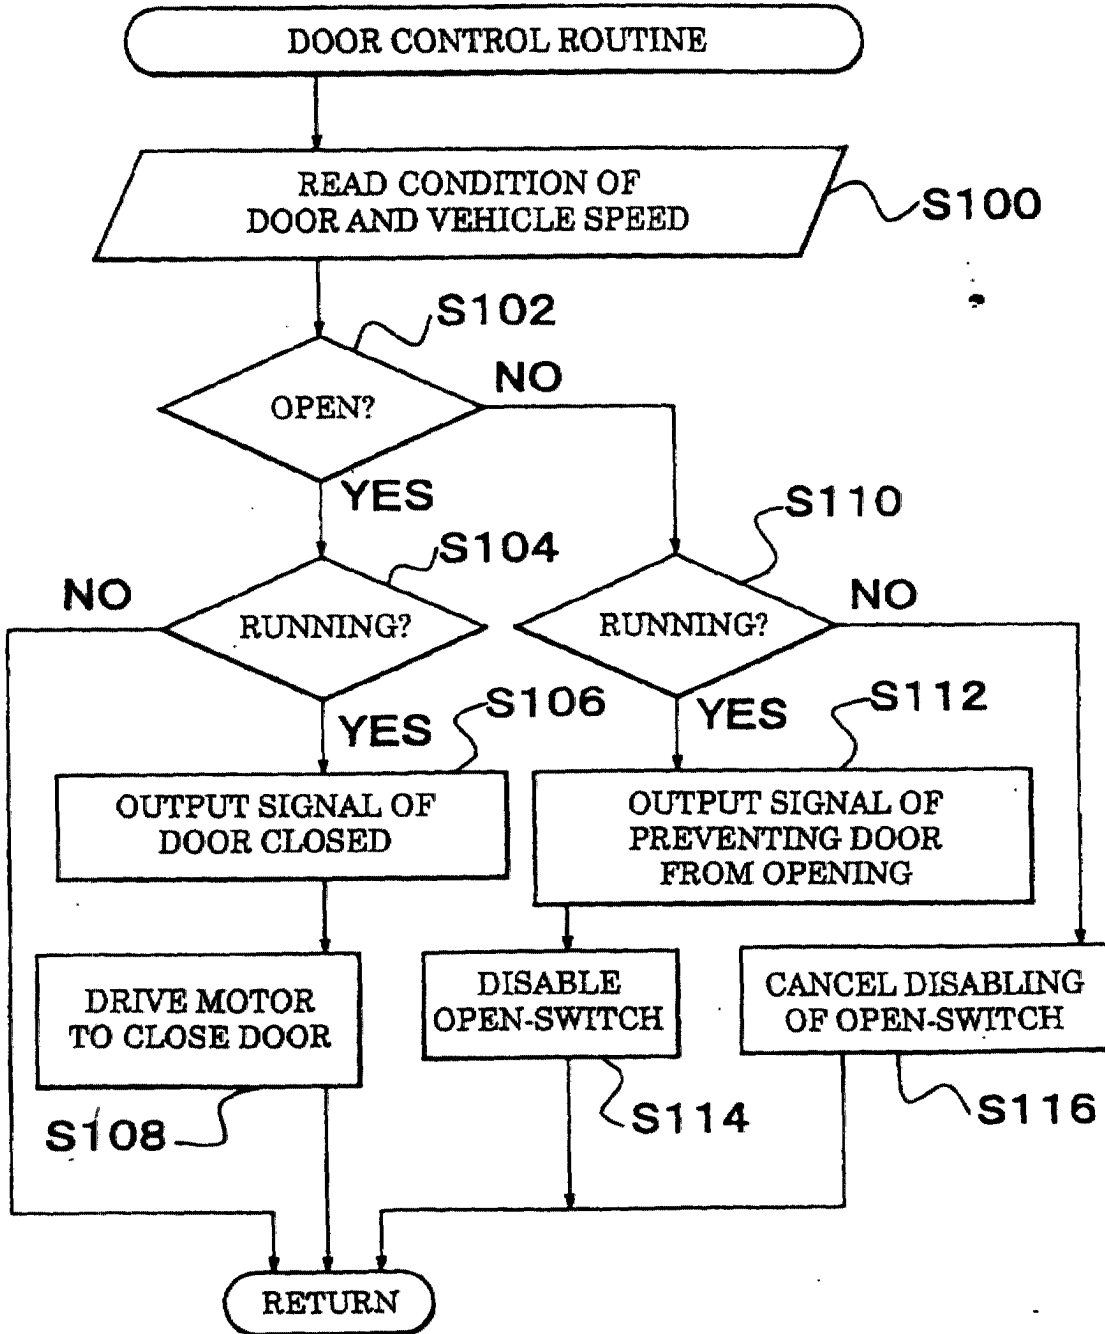 DOOR CONTROL ROUTINE
READ CONDITION OF
DOOR AND VEHICLE SPEED
S100
S102
OPEN?
NO
YES
S104
NO
RUNNING?
YES
S110
RUNNING?
NO
YES
S106
OUTPUT SIGNAL OF
DOOR CLOSED
S112
OUTPUT SIGNAL OF
PREVENTING DOOR
FROM OPENING
DRIVE MOTOR
TO CLOSE DOOR
S108
DISABLE
OPEN-SWITCH
S114
CANCEL DISABLING
OF OPEN-SWITCH
S116
RETURN